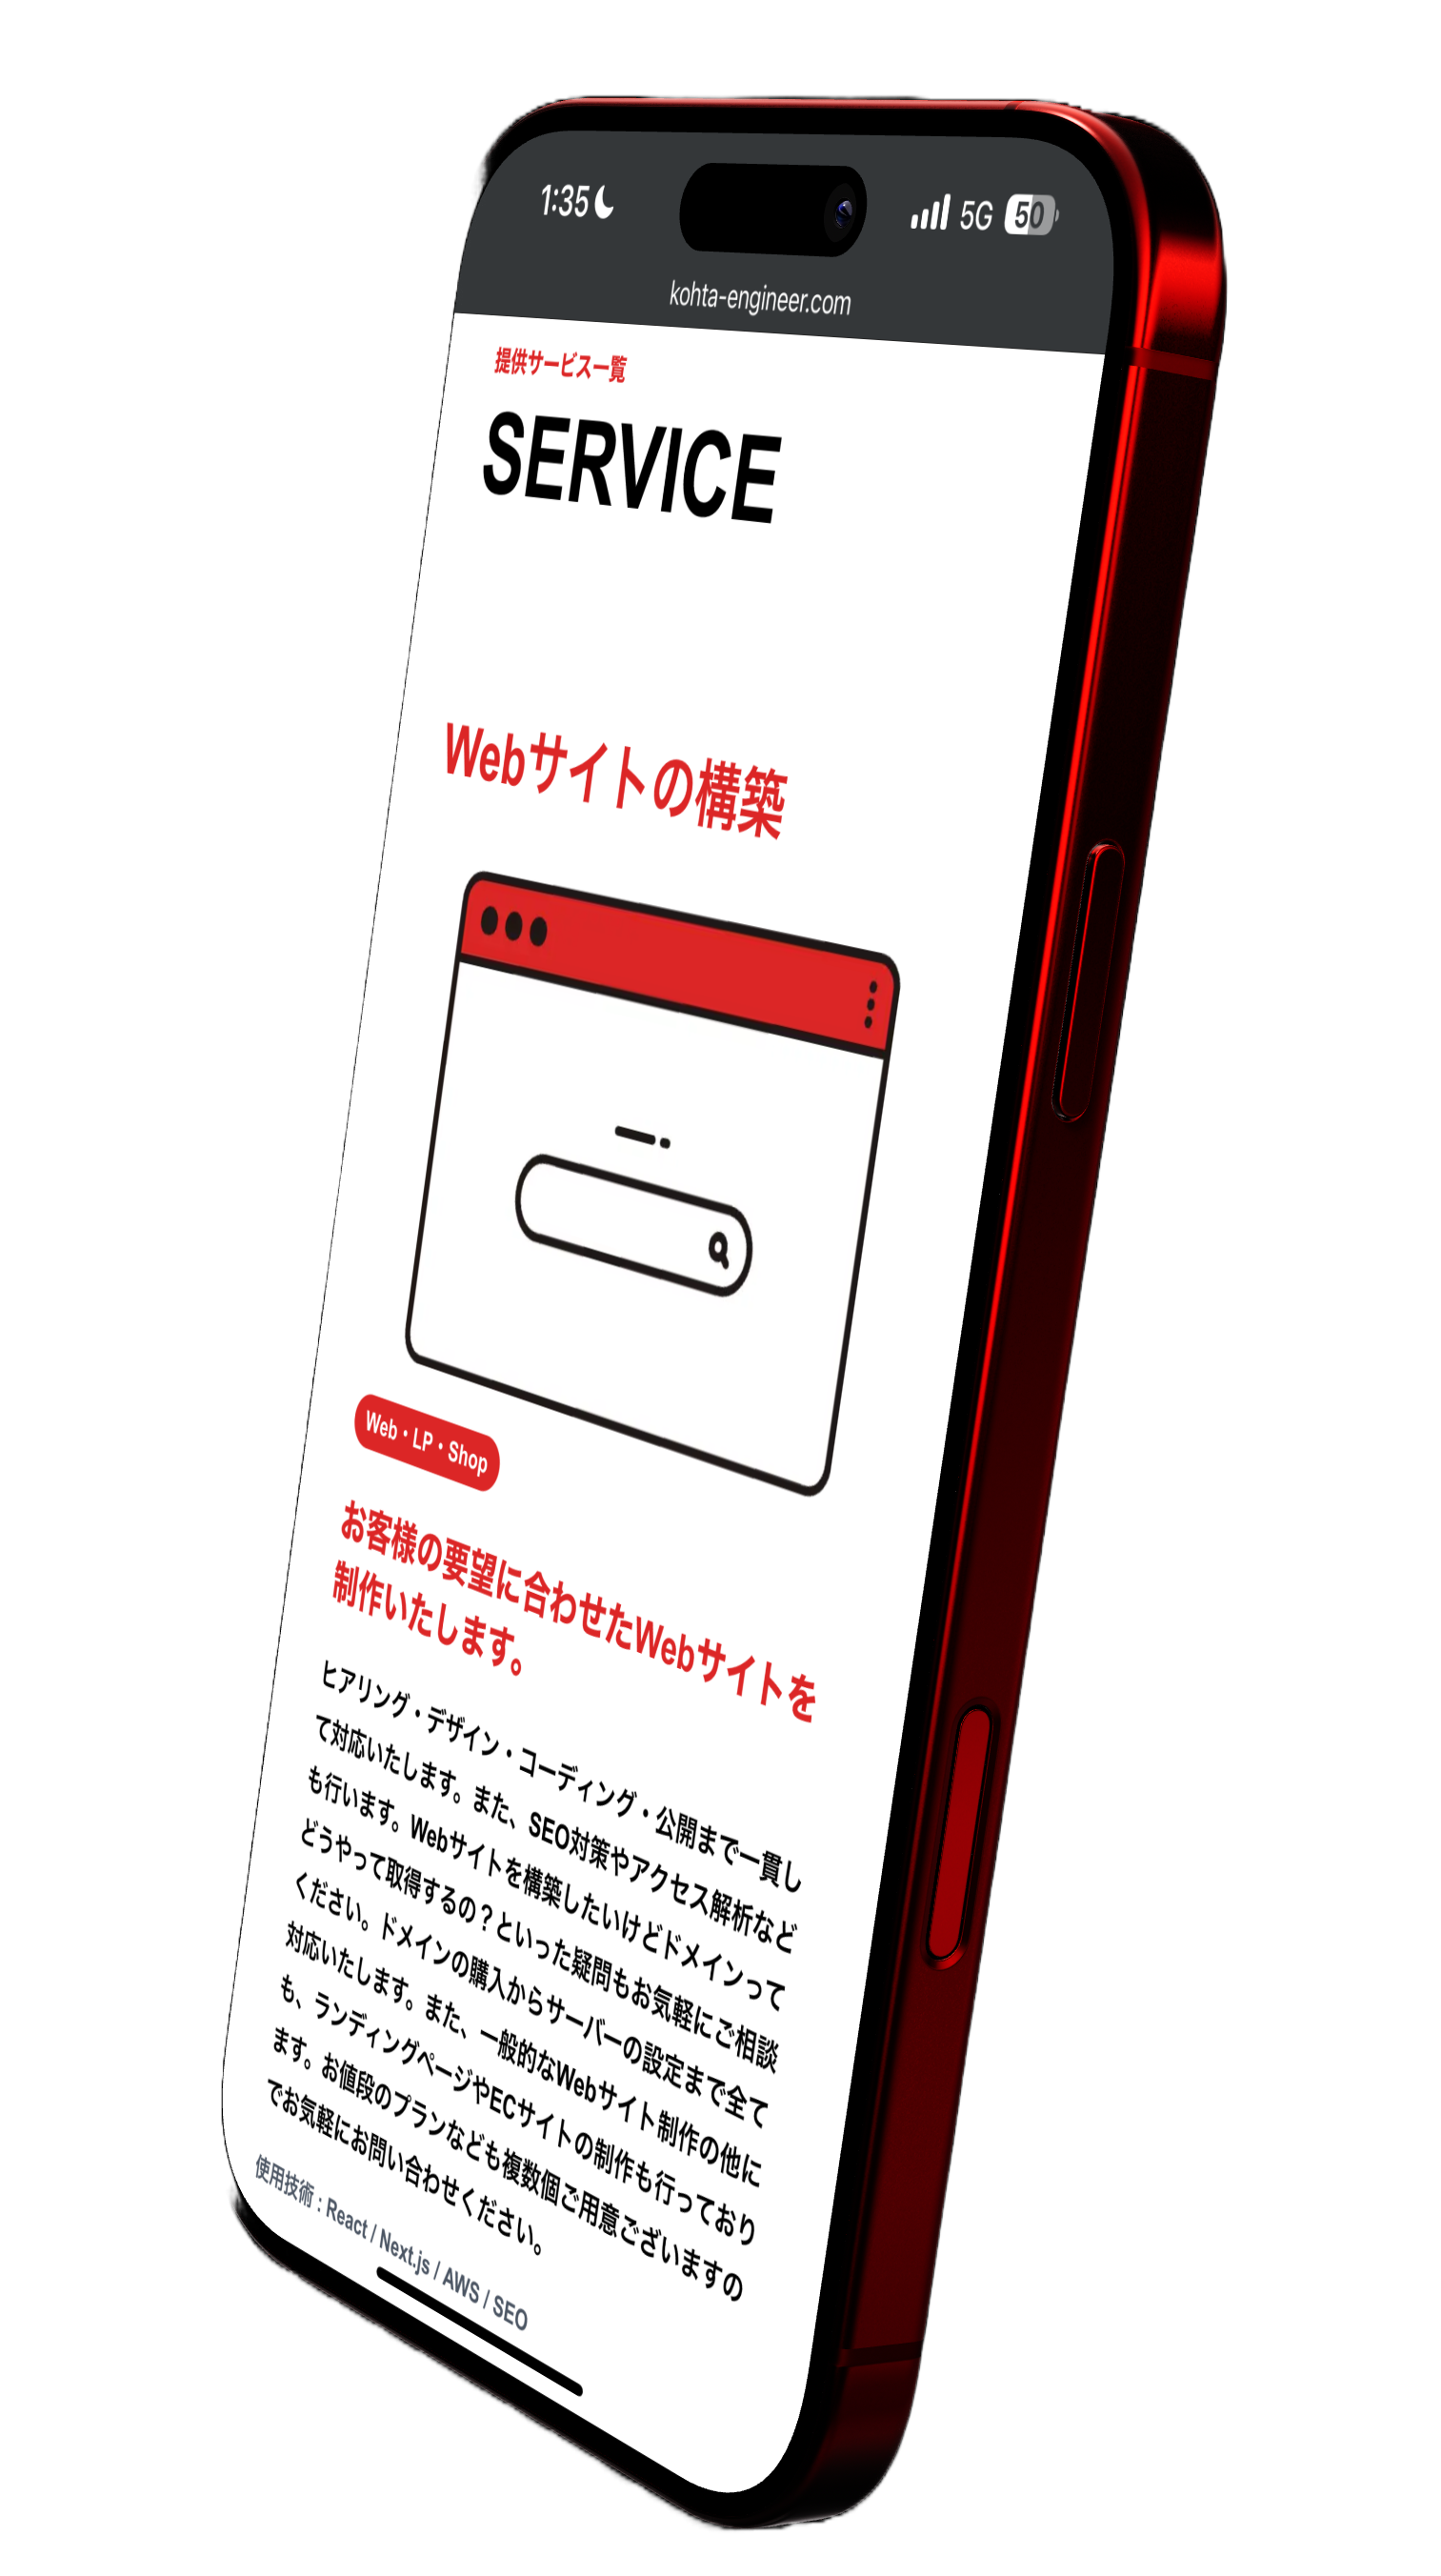 1:35
5G
50
kohta-engineer.com
提供サービス一覧
SERVICE
Webサイトの構築
Web・LP・Shop
お客様の要望に合わせたWebサイトを
制作いたします。
ヒアリング・デザイン・コーディング・公開まで一貫し
て対応いたします。また、SEO対策やアクセス解析など
も行います。Webサイトを構築したいけどドメインって
どうやって取得するの？といった疑問もお気軽にご相談
ください。ドメインの購入からサーバーの設定まで全て
対応いたします。また、一般的なWebサイト制作の他に
も、ランディングページやECサイトの制作も行っており
ます。お値段のプランなども複数個ご用意ございますの
でお気軽にお問い合わせください。
使用技術 : React / Next.js / AWS / SEO